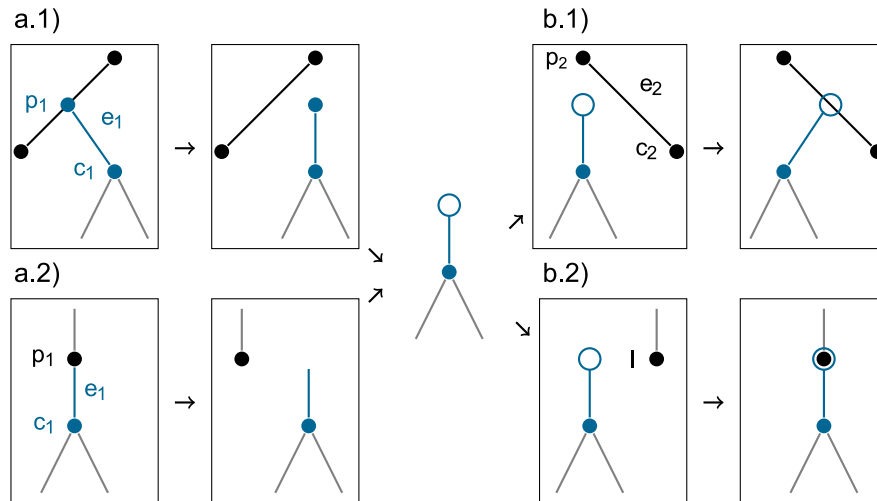 a.1)
b.1)
p₁
e₁
c₁
→
p₂
e₂
c₂
→
↘
↗
↗
↘
a.2)
b.2)
p₁
e₁
c₁
→
l
→